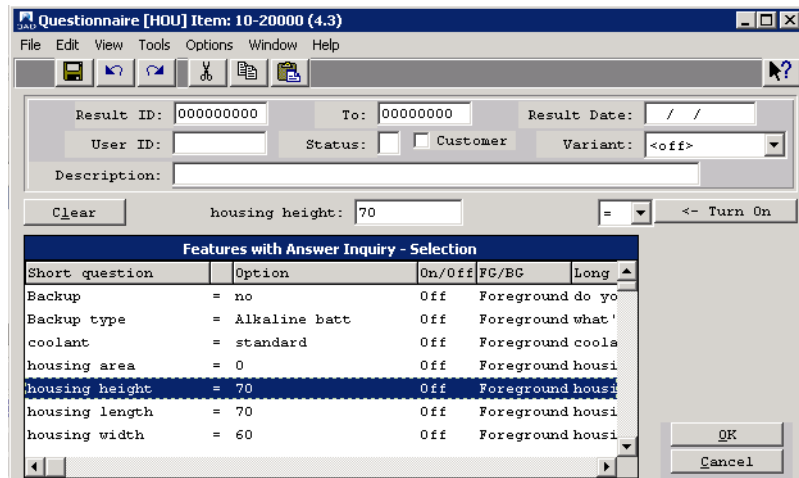 Questionnaire [HOU] Item: 10-20000 (4.3)
File Edit View Tools Options Window Help
Result ID: 000000000 To: 00000000 Result Date: / /
User ID: Status: Customer Variant: <off>
Description:
Clear housing height: 70 = <- Turn On
Features with Answer Inquiry - Selection
Short question Option On/Off FG/BG Long
Backup = no Off Foreground do yo
Backup type = Alkaline batt Off Foreground what'
coolant = standard Off Foreground coola
housing area = 0 Off Foreground housi
housing height = 70 Off Foreground housi
housing length = 70 Off Foreground housi
housing width = 60 Off Foreground housi
OK
Cancel